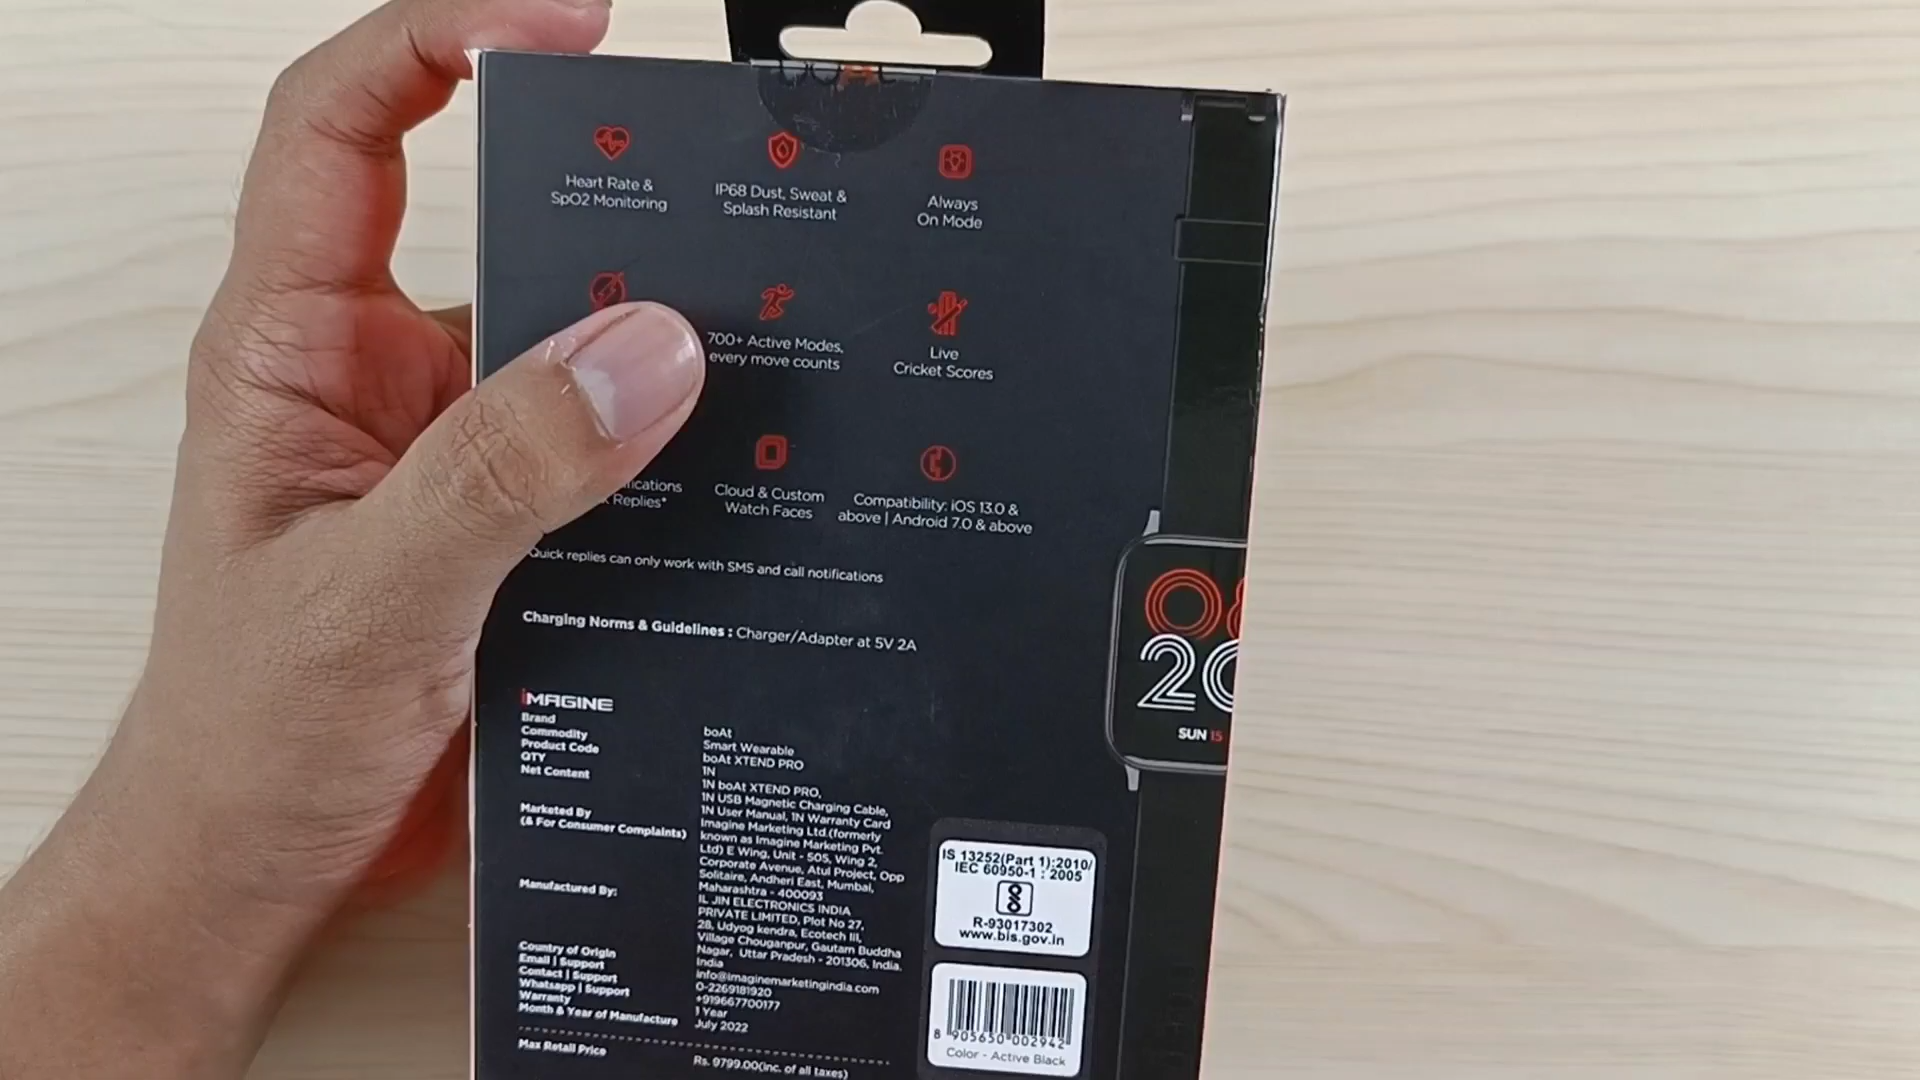 boAt
Heart Rate &
SpO2 Monitoring
IP68 Dust, Sweat &
Splash Resistant
Always
On Mode
700+ Active Modes,
every move counts
Live
Cricket Scores
Replies*
Cloud & Custom
Watch Faces
Compatibility: iOS 13.0 &
above | Android 7.0 & above
Quick replies can only work with SMS and call notifications
Charging Norms & Guidelines : Charger/Adapter at 5V 2A
iMAGINE
Brand
Commodity
Product Code
QTY
Net Content
Marketed By
(& For Consumer Complaints)
Manufactured By:
Country of Origin
Email | Support
Contact | Support
Whatsapp | Support
Warranty
Month & Year of Manufacture
Max Retail Price
boAt
Smart Wearable
boAt XTEND PRO
1N
1N boAt XTEND PRO,
1N USB Magnetic Charging Cable,
1N User Manual, 1N Warranty Card
Imagine Marketing Ltd.(formerly
known as Imagine Marketing Pvt.
Ltd) E Wing, Unit - 505, Wing 2,
Corporate Avenue, Atul Project, Opp
Solitaire, Andheri East, Mumbai,
Maharashtra - 400093
IL JIN ELECTRONICS INDIA
PRIVATE LIMITED, Plot No 27,
28, Udyog kendra, Ecotech III,
Village Chouganpur, Gautam Buddha
Nagar, Uttar Pradesh - 201306, India.
India
info@imaginemarketingindia.com
0-2269181920
+919667700177
1 Year
July 2022
Rs. 9799.00(inc. of all taxes)
IS 13252(Part 1):2010/
IEC 60950-1 : 2005
R-93017302
www.bis.gov.in
8 905650 002942
Color - Active Black
08
20
SUN 15